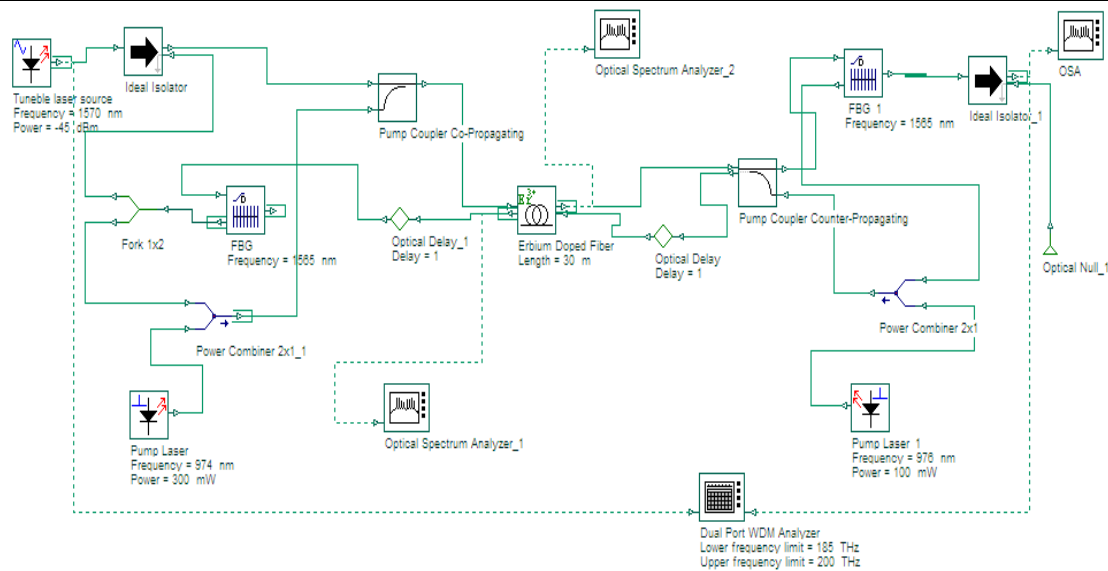 Tuneble laser source
Frequency = 1570 nm
Power = -45 dBm
Ideal Isolator
Pump Coupler Co-Propagating
Optical Spectrum Analyzer_2
FBG 1
Frequency = 1565 nm
Ideal Isolator_1
OSA
Fork 1x2
FBG
Frequency = 1565 nm
Optical Delay_1
Delay = 1
Erbium Doped Fiber
Length = 30 m
Optical Delay
Delay = 1
Pump Coupler Counter-Propagating
Optical Null_1
Power Combiner 2x1_1
Power Combiner 2x1
Pump Laser
Frequency = 974 nm
Power = 300 mW
Optical Spectrum Analyzer_1
Pump Laser 1
Frequency = 976 nm
Power = 100 mW
Dual Port WDM Analyzer
Lower frequency limit = 185 THz
Upper frequency limit = 200 THz